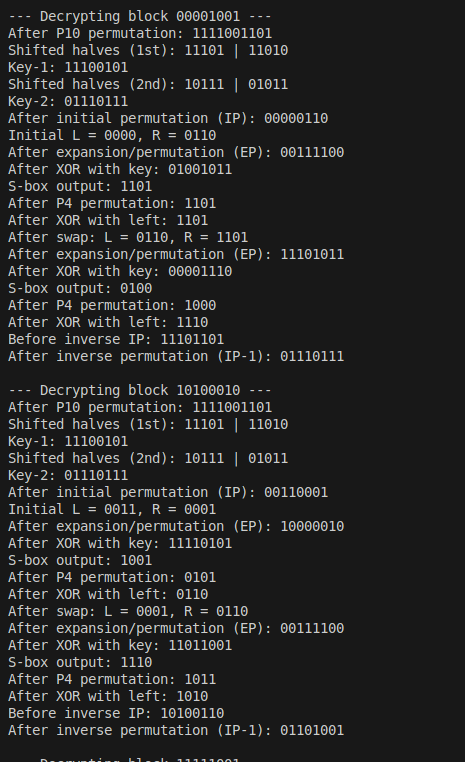 --- Decrypting block 00001001 ---
After P10 permutation: 1111001101
Shifted halves (1st): 11101 | 11010
Key-1: 11100101
Shifted halves (2nd): 10111 | 01011
Key-2: 01110111
After initial permutation (IP): 00000110
Initial L = 0000, R = 0110
After expansion/permutation (EP): 00111100
After XOR with key: 01001011
S-box output: 1101
After P4 permutation: 1101
After XOR with left: 1101
After swap: L = 0110, R = 1101
After expansion/permutation (EP): 11101011
After XOR with key: 00001110
S-box output: 0100
After P4 permutation: 1000
After XOR with left: 1110
Before inverse IP: 11101101
After inverse permutation (IP-1): 01110111
--- Decrypting block 10100010 ---
After P10 permutation: 1111001101
Shifted halves (1st): 11101 | 11010
Key-1: 11100101
Shifted halves (2nd): 10111 | 01011
Key-2: 01110111
After initial permutation (IP): 00110001
Initial L = 0011, R = 0001
After expansion/permutation (EP): 10000010
After XOR with key: 11110101
S-box output: 1001
After P4 permutation: 0101
After XOR with left: 0110
After swap: L = 0001, R = 0110
After expansion/permutation (EP): 00111100
After XOR with key: 11011001
S-box output: 1110
After P4 permutation: 1011
After XOR with left: 1010
Before inverse IP: 10100110
After inverse permutation (IP-1): 01101001
Decrypting block 11111001